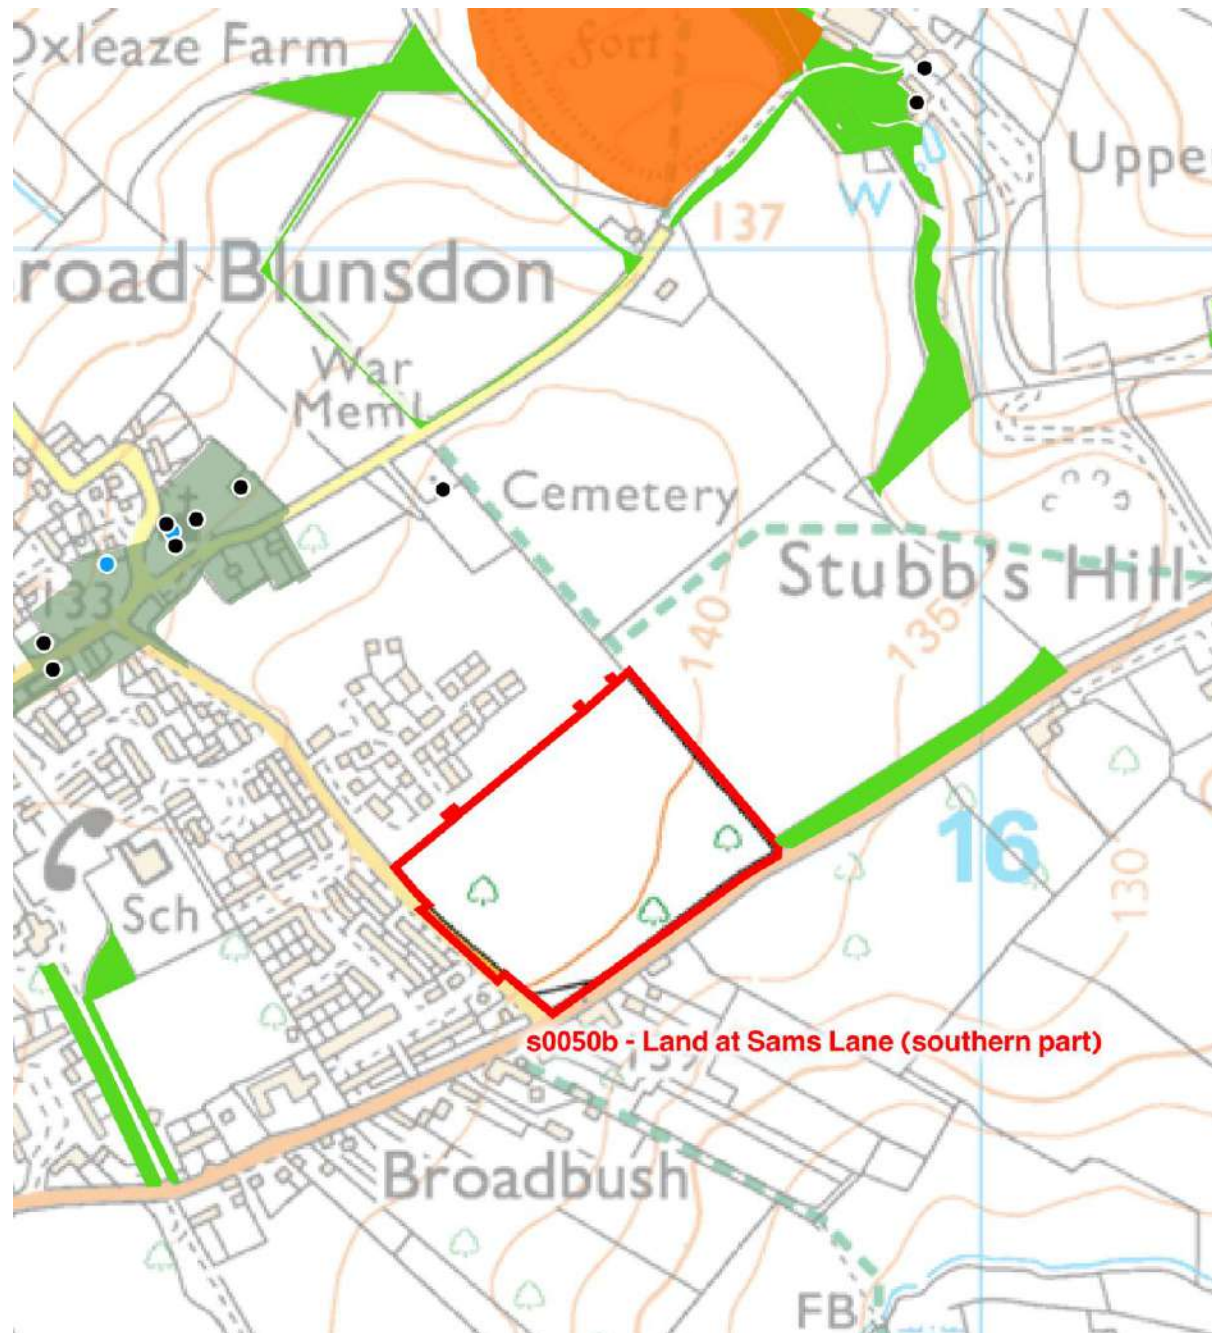 Oxleaze Farm
Fort
Upper
W
137
road Blunsdon
War
Meml
Cemetery
Stubb's Hill
133
140
135
16
130
Sch
s0050b - Land at Sams Lane (southern part)
Broadbush
FB